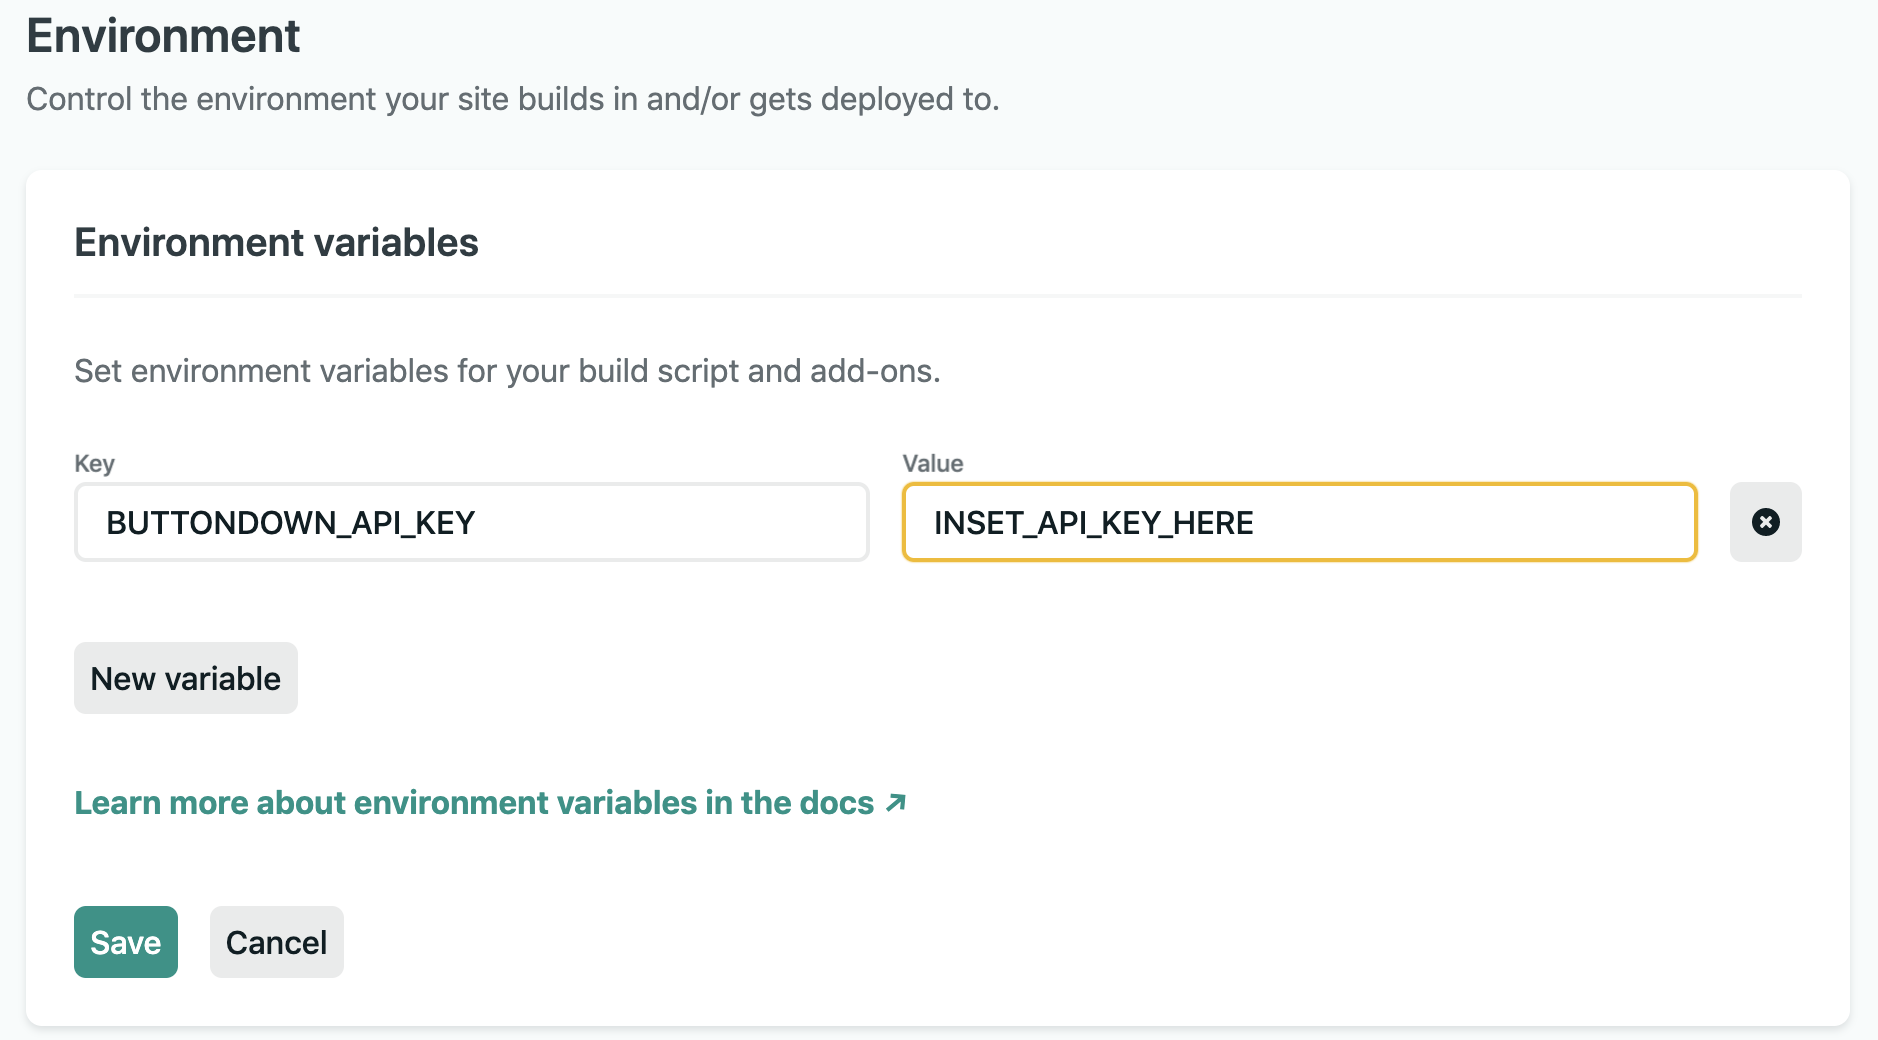 Environment
Control the environment your site builds in and/or gets deployed to.
Environment variables
Set environment variables for your build script and add-ons.
Key
Value
BUTTONDOWN_API_KEY
INSET_API_KEY_HERE
New variable
Learn more about environment variables in the docs ↗
Save
Cancel